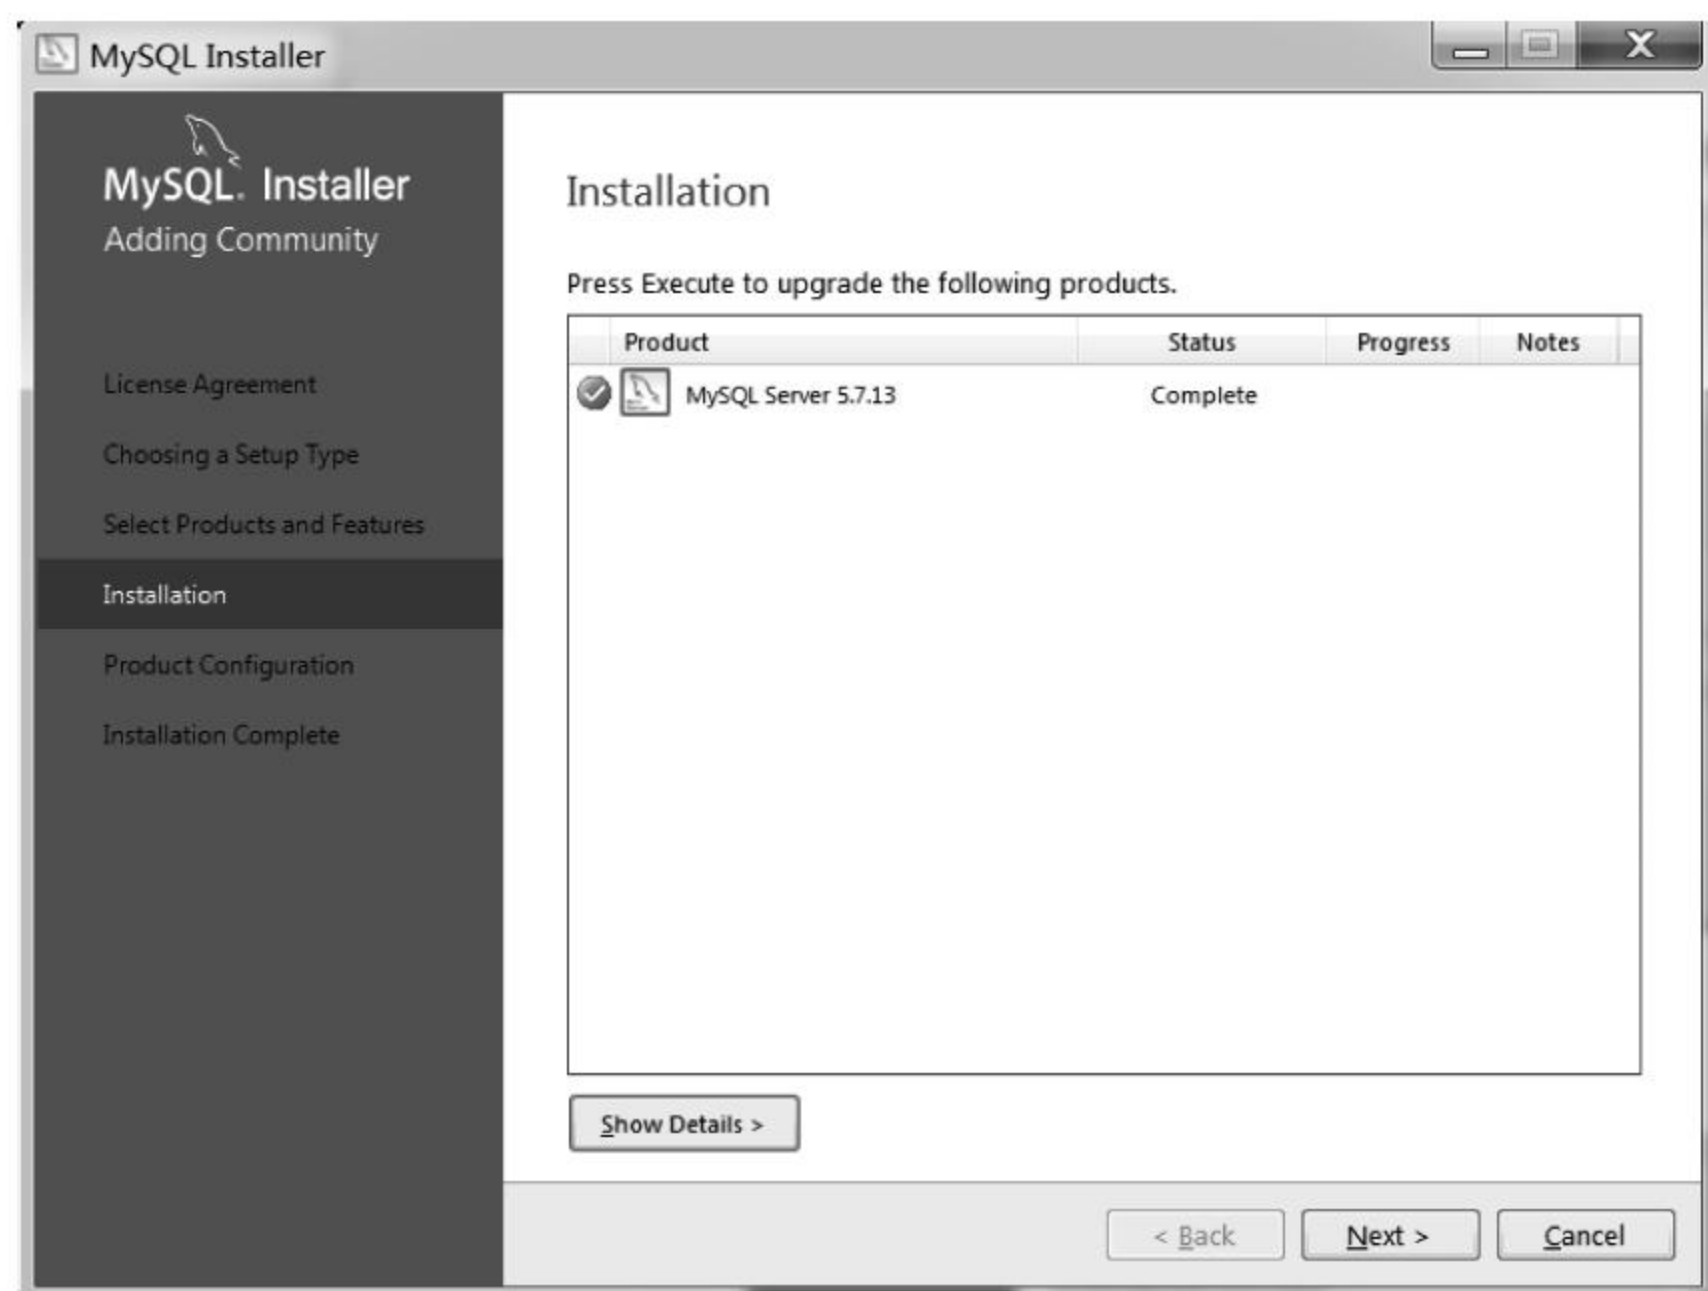 MySQL Installer
MySQL. Installer
Adding Community
License Agreement
Choosing a Setup Type
Select Products and Features
Installation
Product Configuration
Installation Complete
Installation
Press Execute to upgrade the following products.
Product Status Progress Notes
MySQL Server 5.7.13 Complete
Show Details >
< Back Next > Cancel